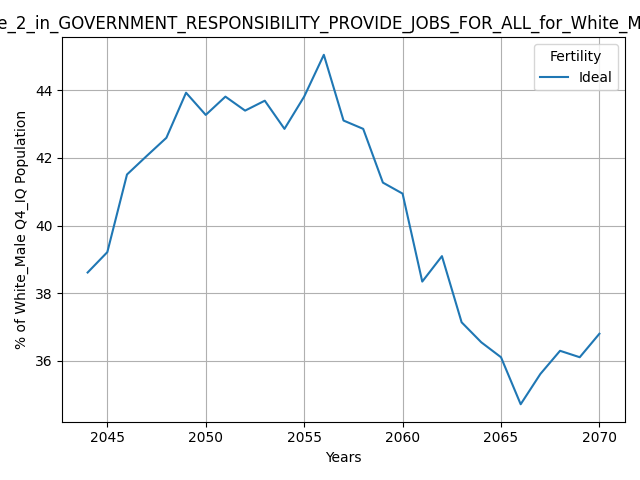 e_2_in_GOVERNMENT_RESPONSIBILITY_PROVIDE_JOBS_FOR_ALL_for_White_M
Fertility
Ideal
% of White_Male Q4_IQ Population
44
42
40
38
36
2045 2050 2055 2060 2065 2070
Years